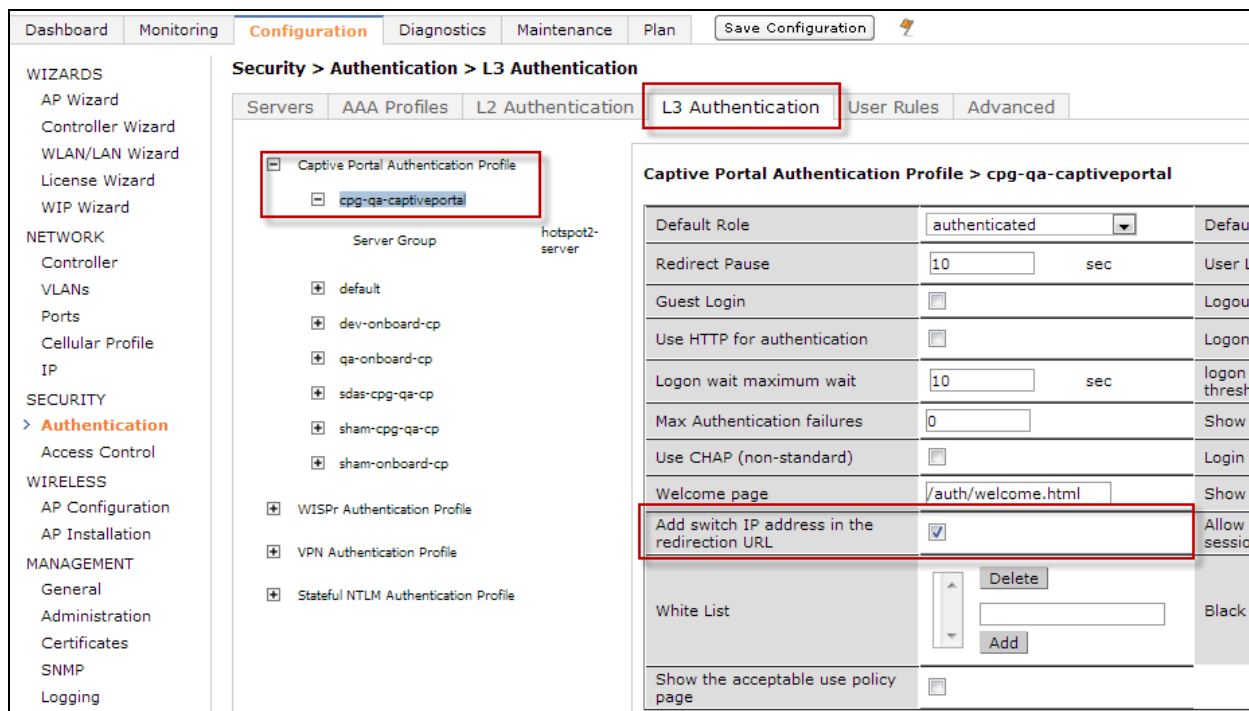 Dashboard Monitoring Configuration Diagnostics Maintenance Plan Save Configuration
WIZARDS
AP Wizard
Controller Wizard
WLAN/LAN Wizard
License Wizard
WIP Wizard
NETWORK
Controller
VLANs
Ports
Cellular Profile
IP
SECURITY
> Authentication
Access Control
WIRELESS
AP Configuration
AP Installation
MANAGEMENT
General
Administration
Certificates
SNMP
Logging
Security > Authentication > L3 Authentication
Servers AAA Profiles L2 Authentication L3 Authentication User Rules Advanced
Captive Portal Authentication Profile
cpg-qa-captiveportal
Server Group hotspot2-
server
default
dev-onboard-cp
qa-onboard-cp
sdas-cpg-qa-cp
sham-cpg-qa-cp
sham-onboard-cp
WISPr Authentication Profile
VPN Authentication Profile
Stateful NTLM Authentication Profile
Captive Portal Authentication Profile > cpg-qa-captiveportal
Default Role authenticated Defau
Redirect Pause 10 sec User L
Guest Login Logou
Use HTTP for authentication Logon
Logon wait maximum wait 10 sec logon
thresh
Max Authentication failures 0 Show
Use CHAP (non-standard) Login
Welcome page /auth/welcome.html Show
Add switch IP address in the Allow
redirection URL sessio
Delete
White List Black
Add
Show the acceptable use policy
page